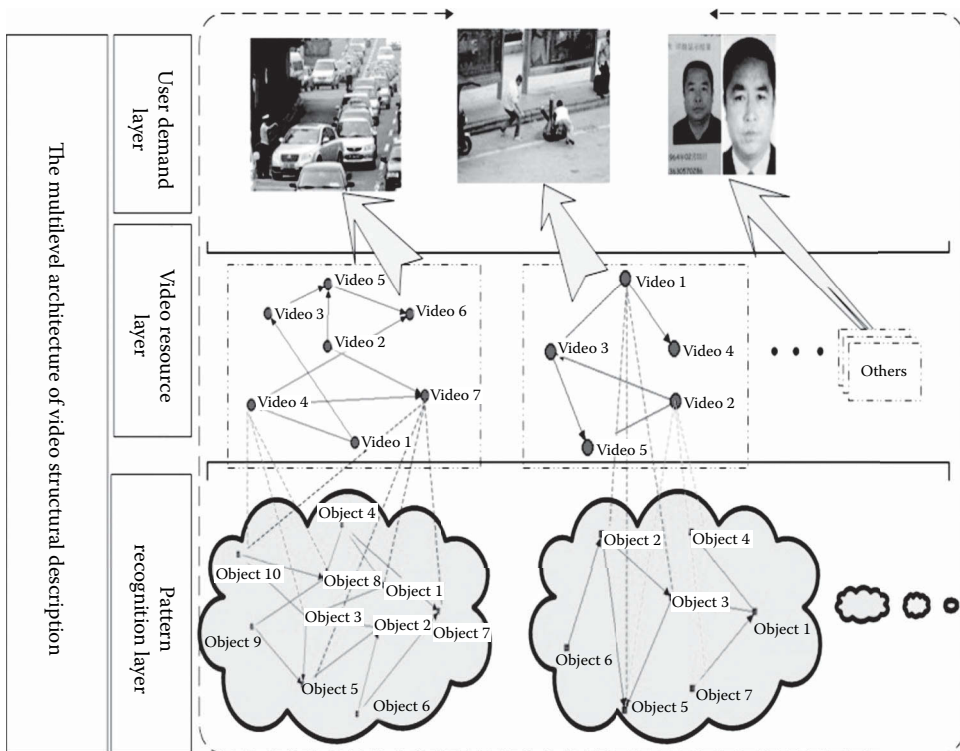 The multilevel architecture of video structural description
User demand
layer
Video resource
layer
Pattern
recognition layer
Video 5
Video 3
Video 6
Video 2
Video 4
Video 7
Video 1
Video 1
Video 3
Video 4
Video 2
Video 5
Others
Object 4
Object 10
Object 8
Object 1
Object 3
Object 2
Object 7
Object 9
Object 5
Object 6
Object 2
Object 4
Object 3
Object 1
Object 6
Object 7
Object 5